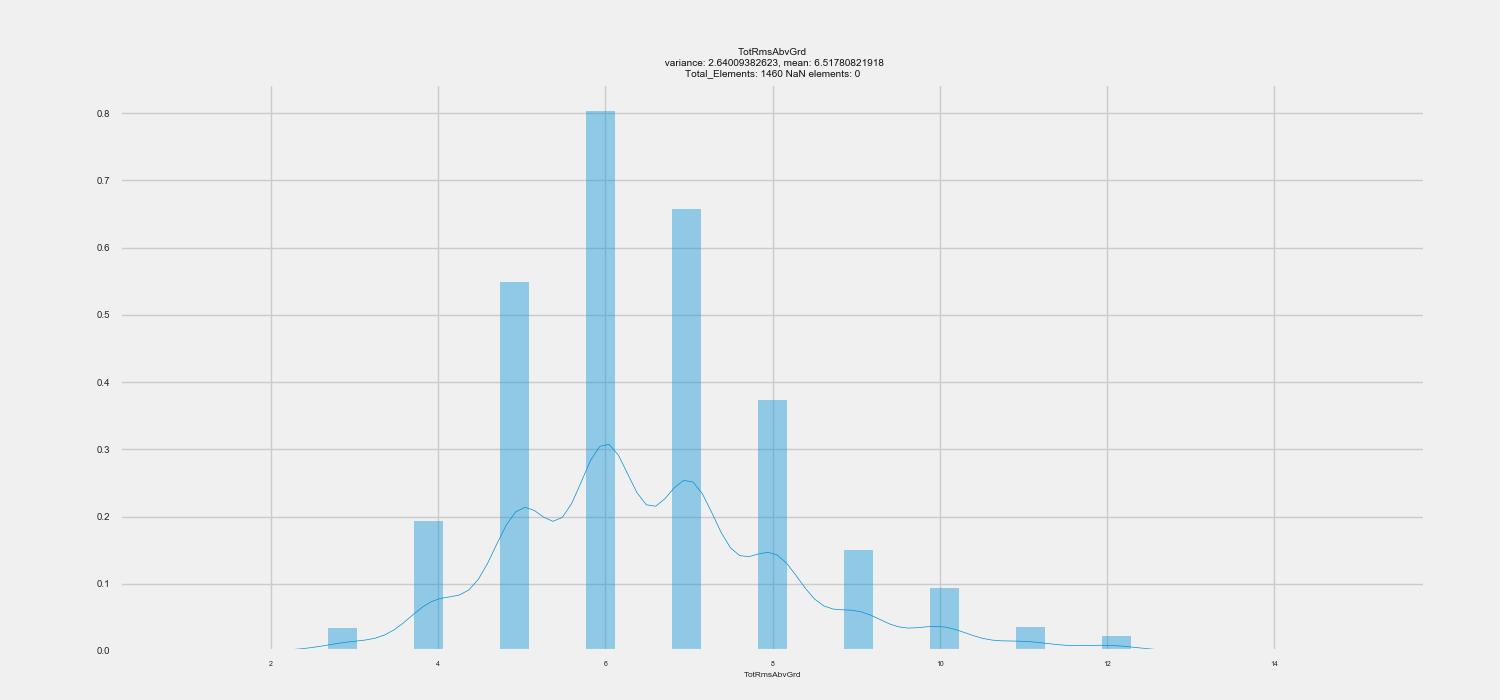 TotRmsAbvGrd
variance: 2.64009382623, mean: 6.51780821918
Total_Elements: 1460 NaN elements: 0
0.8
0.7
0.6
0.5
0.4
0.3
0.2
0.1
0.0
2 4 6 8 10 12 14
TotRmsAbvGrd